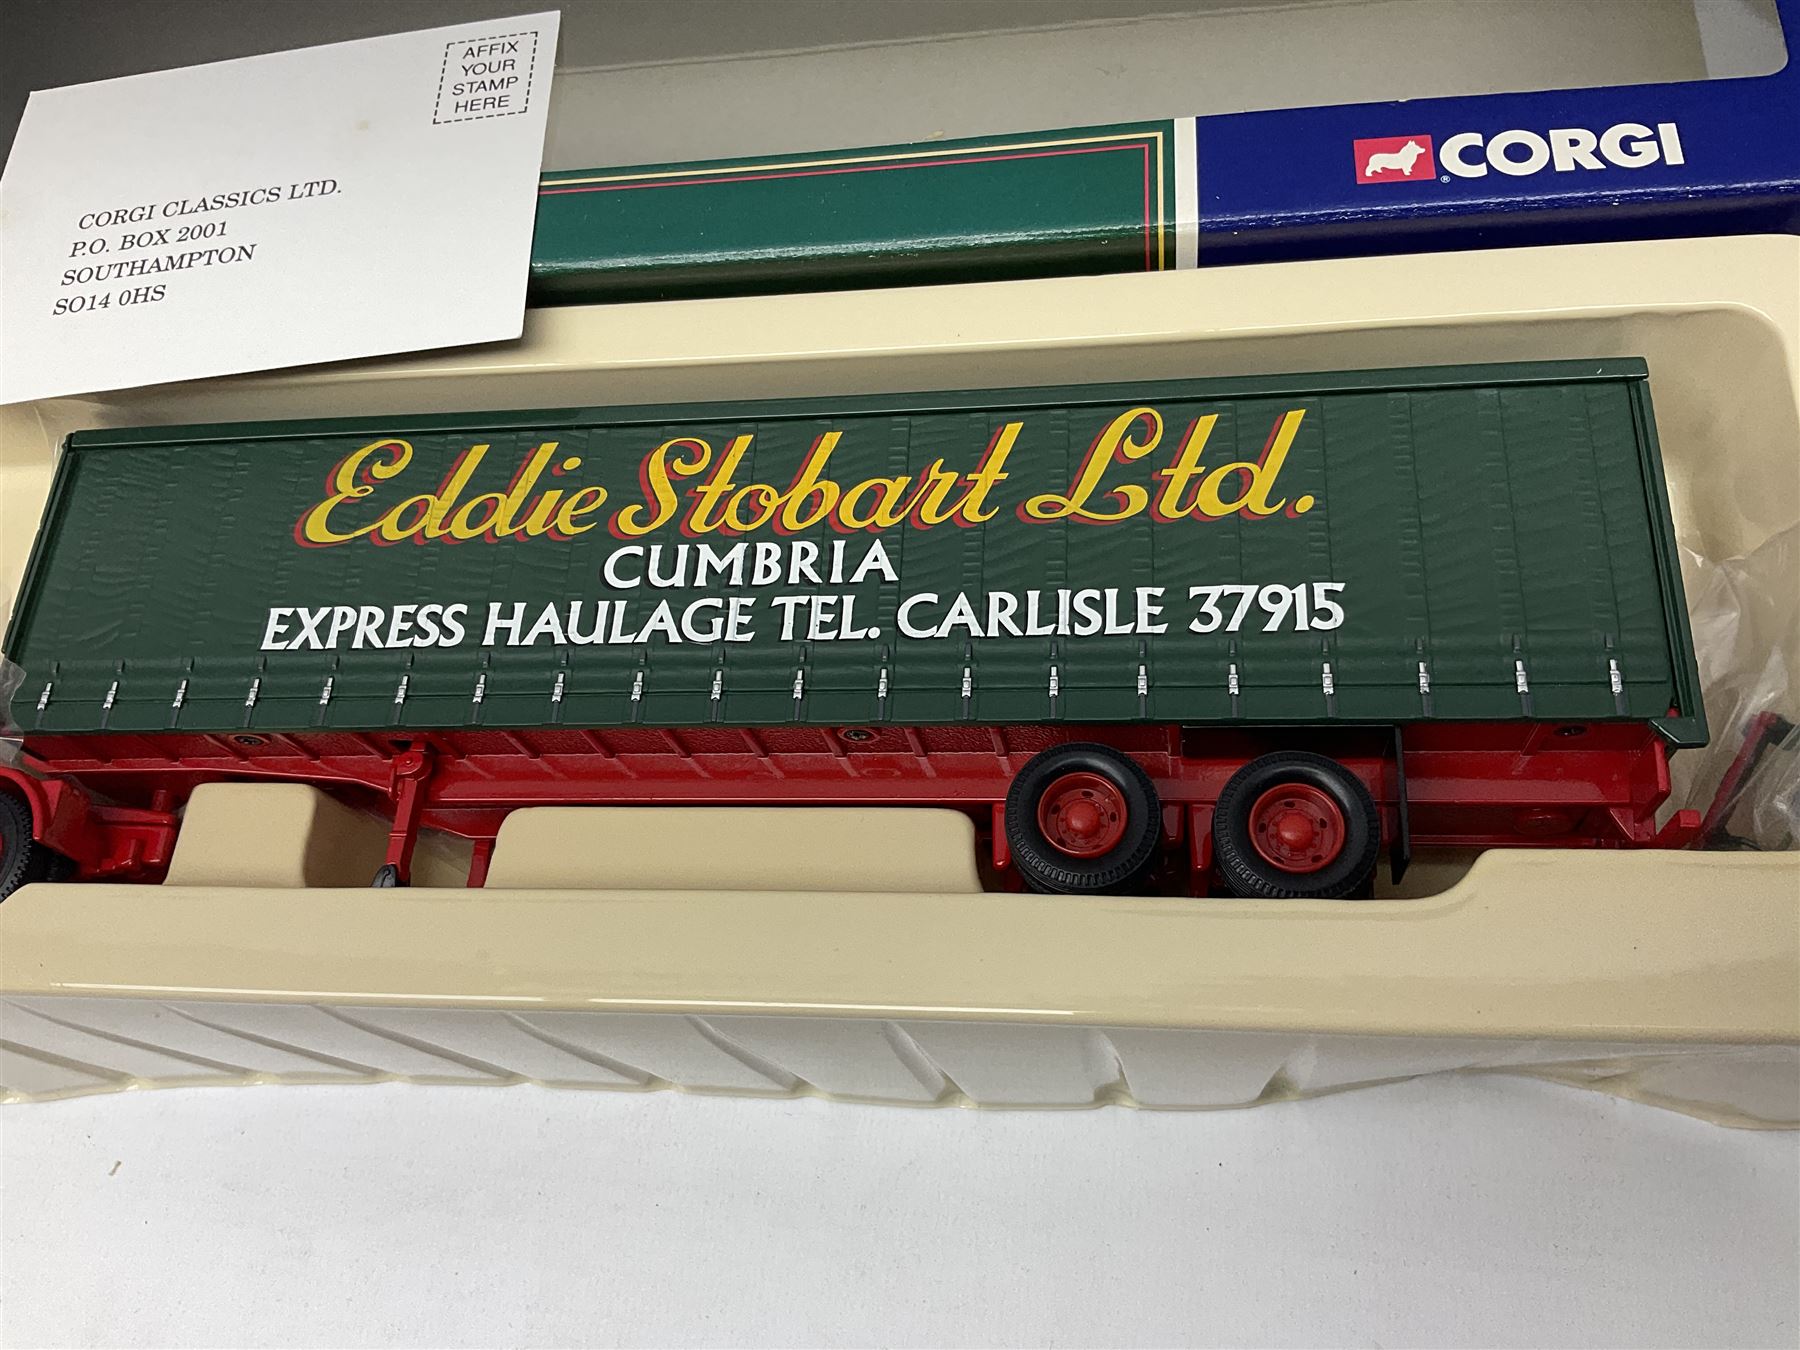 AFFIX
YOUR
STAMP
HERE
CORGI CLASSICS LTD.
P.O. BOX 2001
SOUTHAMPTON
SO14 0HS
CORGI
®
Eddie Stobart Ltd.
CUMBRIA
EXPRESS HAULAGE TEL. CARLISLE 37915